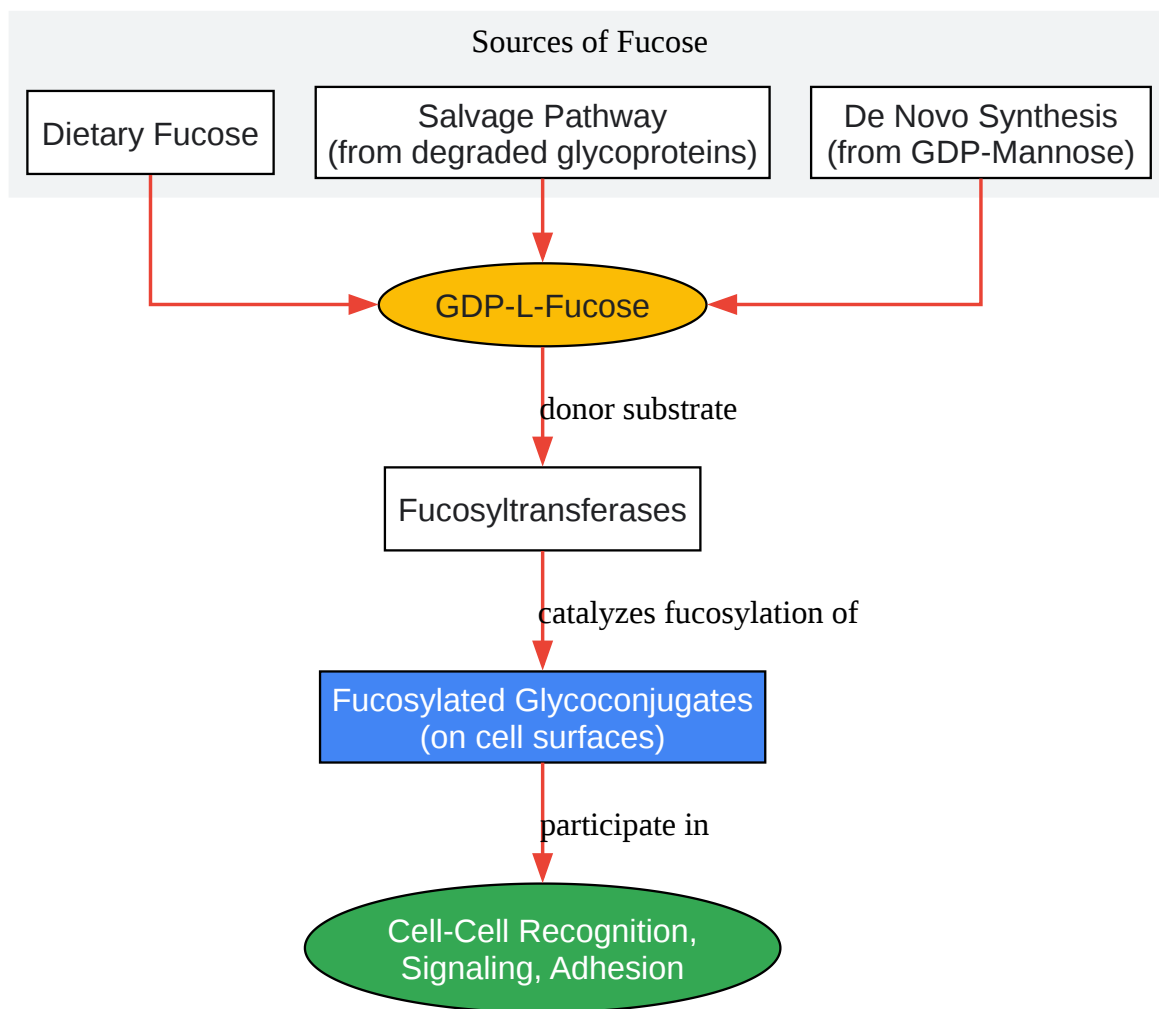 Sources of Fucose
Dietary Fucose
Salvage Pathway
(from degraded glycoproteins)
De Novo Synthesis
(from GDP-Mannose)
GDP-L-Fucose
donor substrate
Fucosyltransferases
catalyzes fucosylation of
Fucosylated Glycoconjugates
(on cell surfaces)
participate in
Cell-Cell Recognition,
Signaling, Adhesion